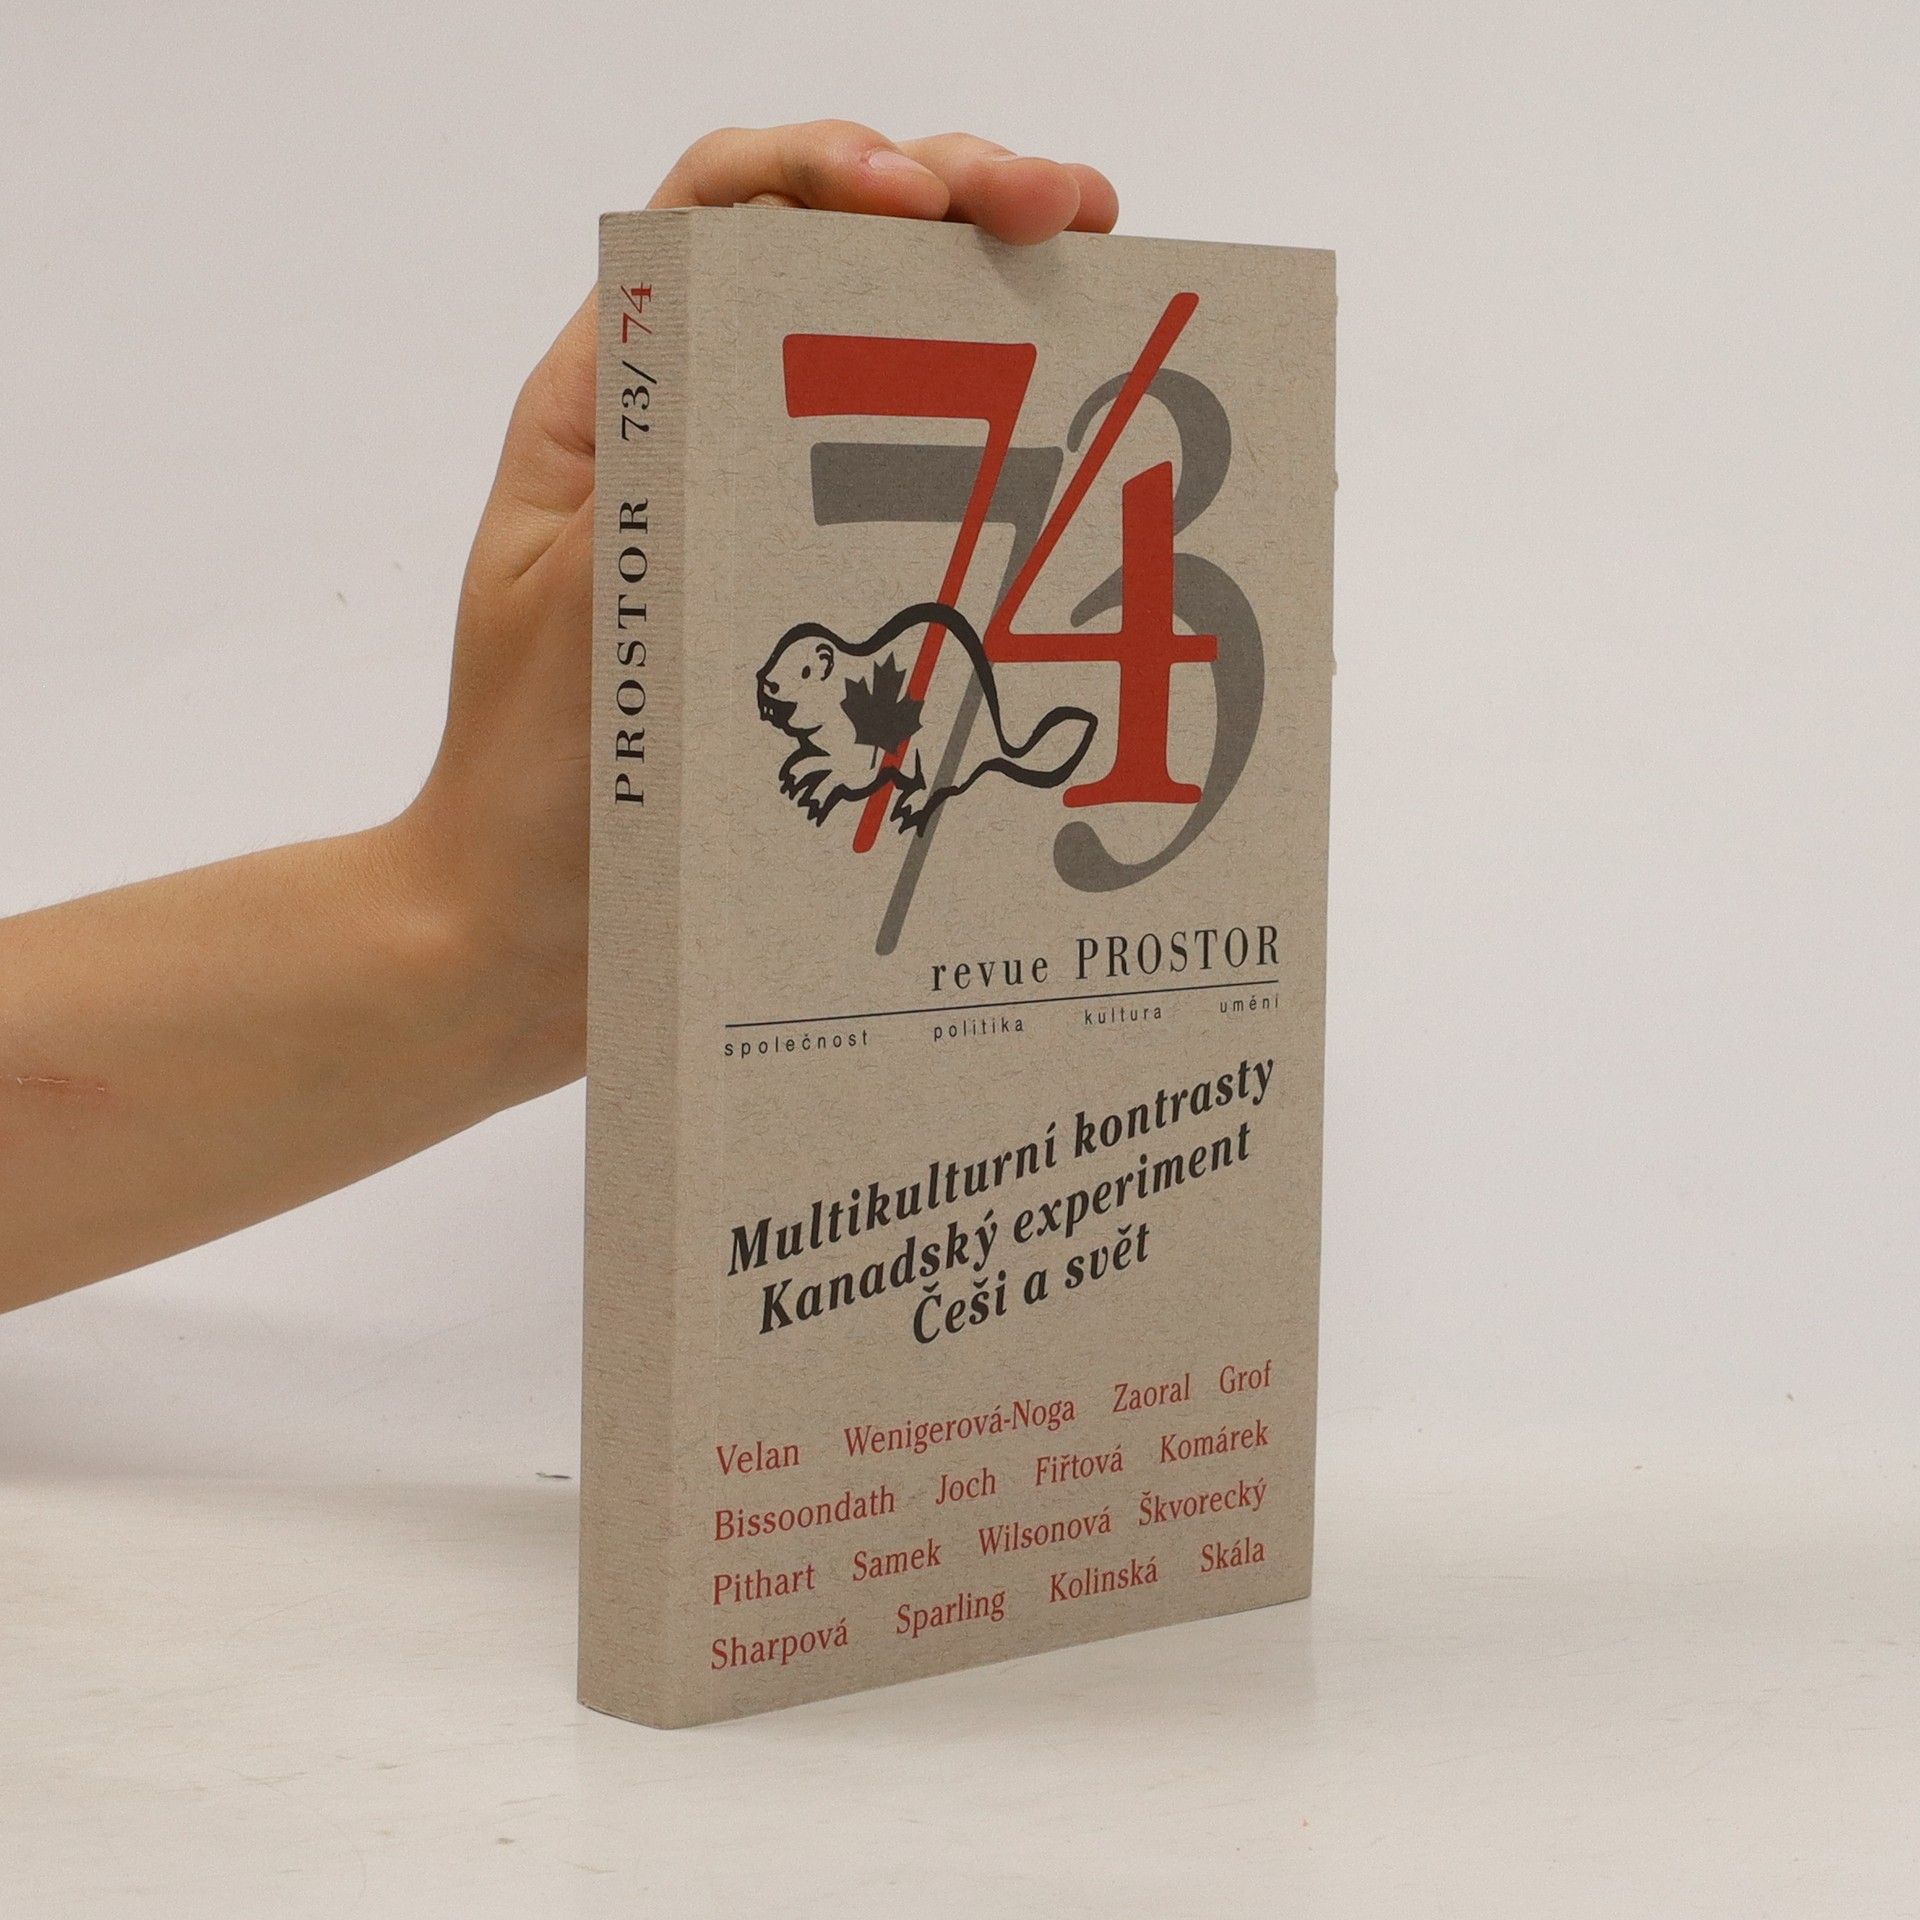 PROSTOR 73/74
74
73
revue PROSTOR
společnost politika kultura umění
Multikulturní kontrasty
Kanadský experiment
Češi a svět
Velan Wenigerová-Noga Zaoral Grof
Bissoondath Joch Fiřtová Komárek
Pithart Samek Wilsonová Škvorecký
Sharpová Sparling Kolinská Skála